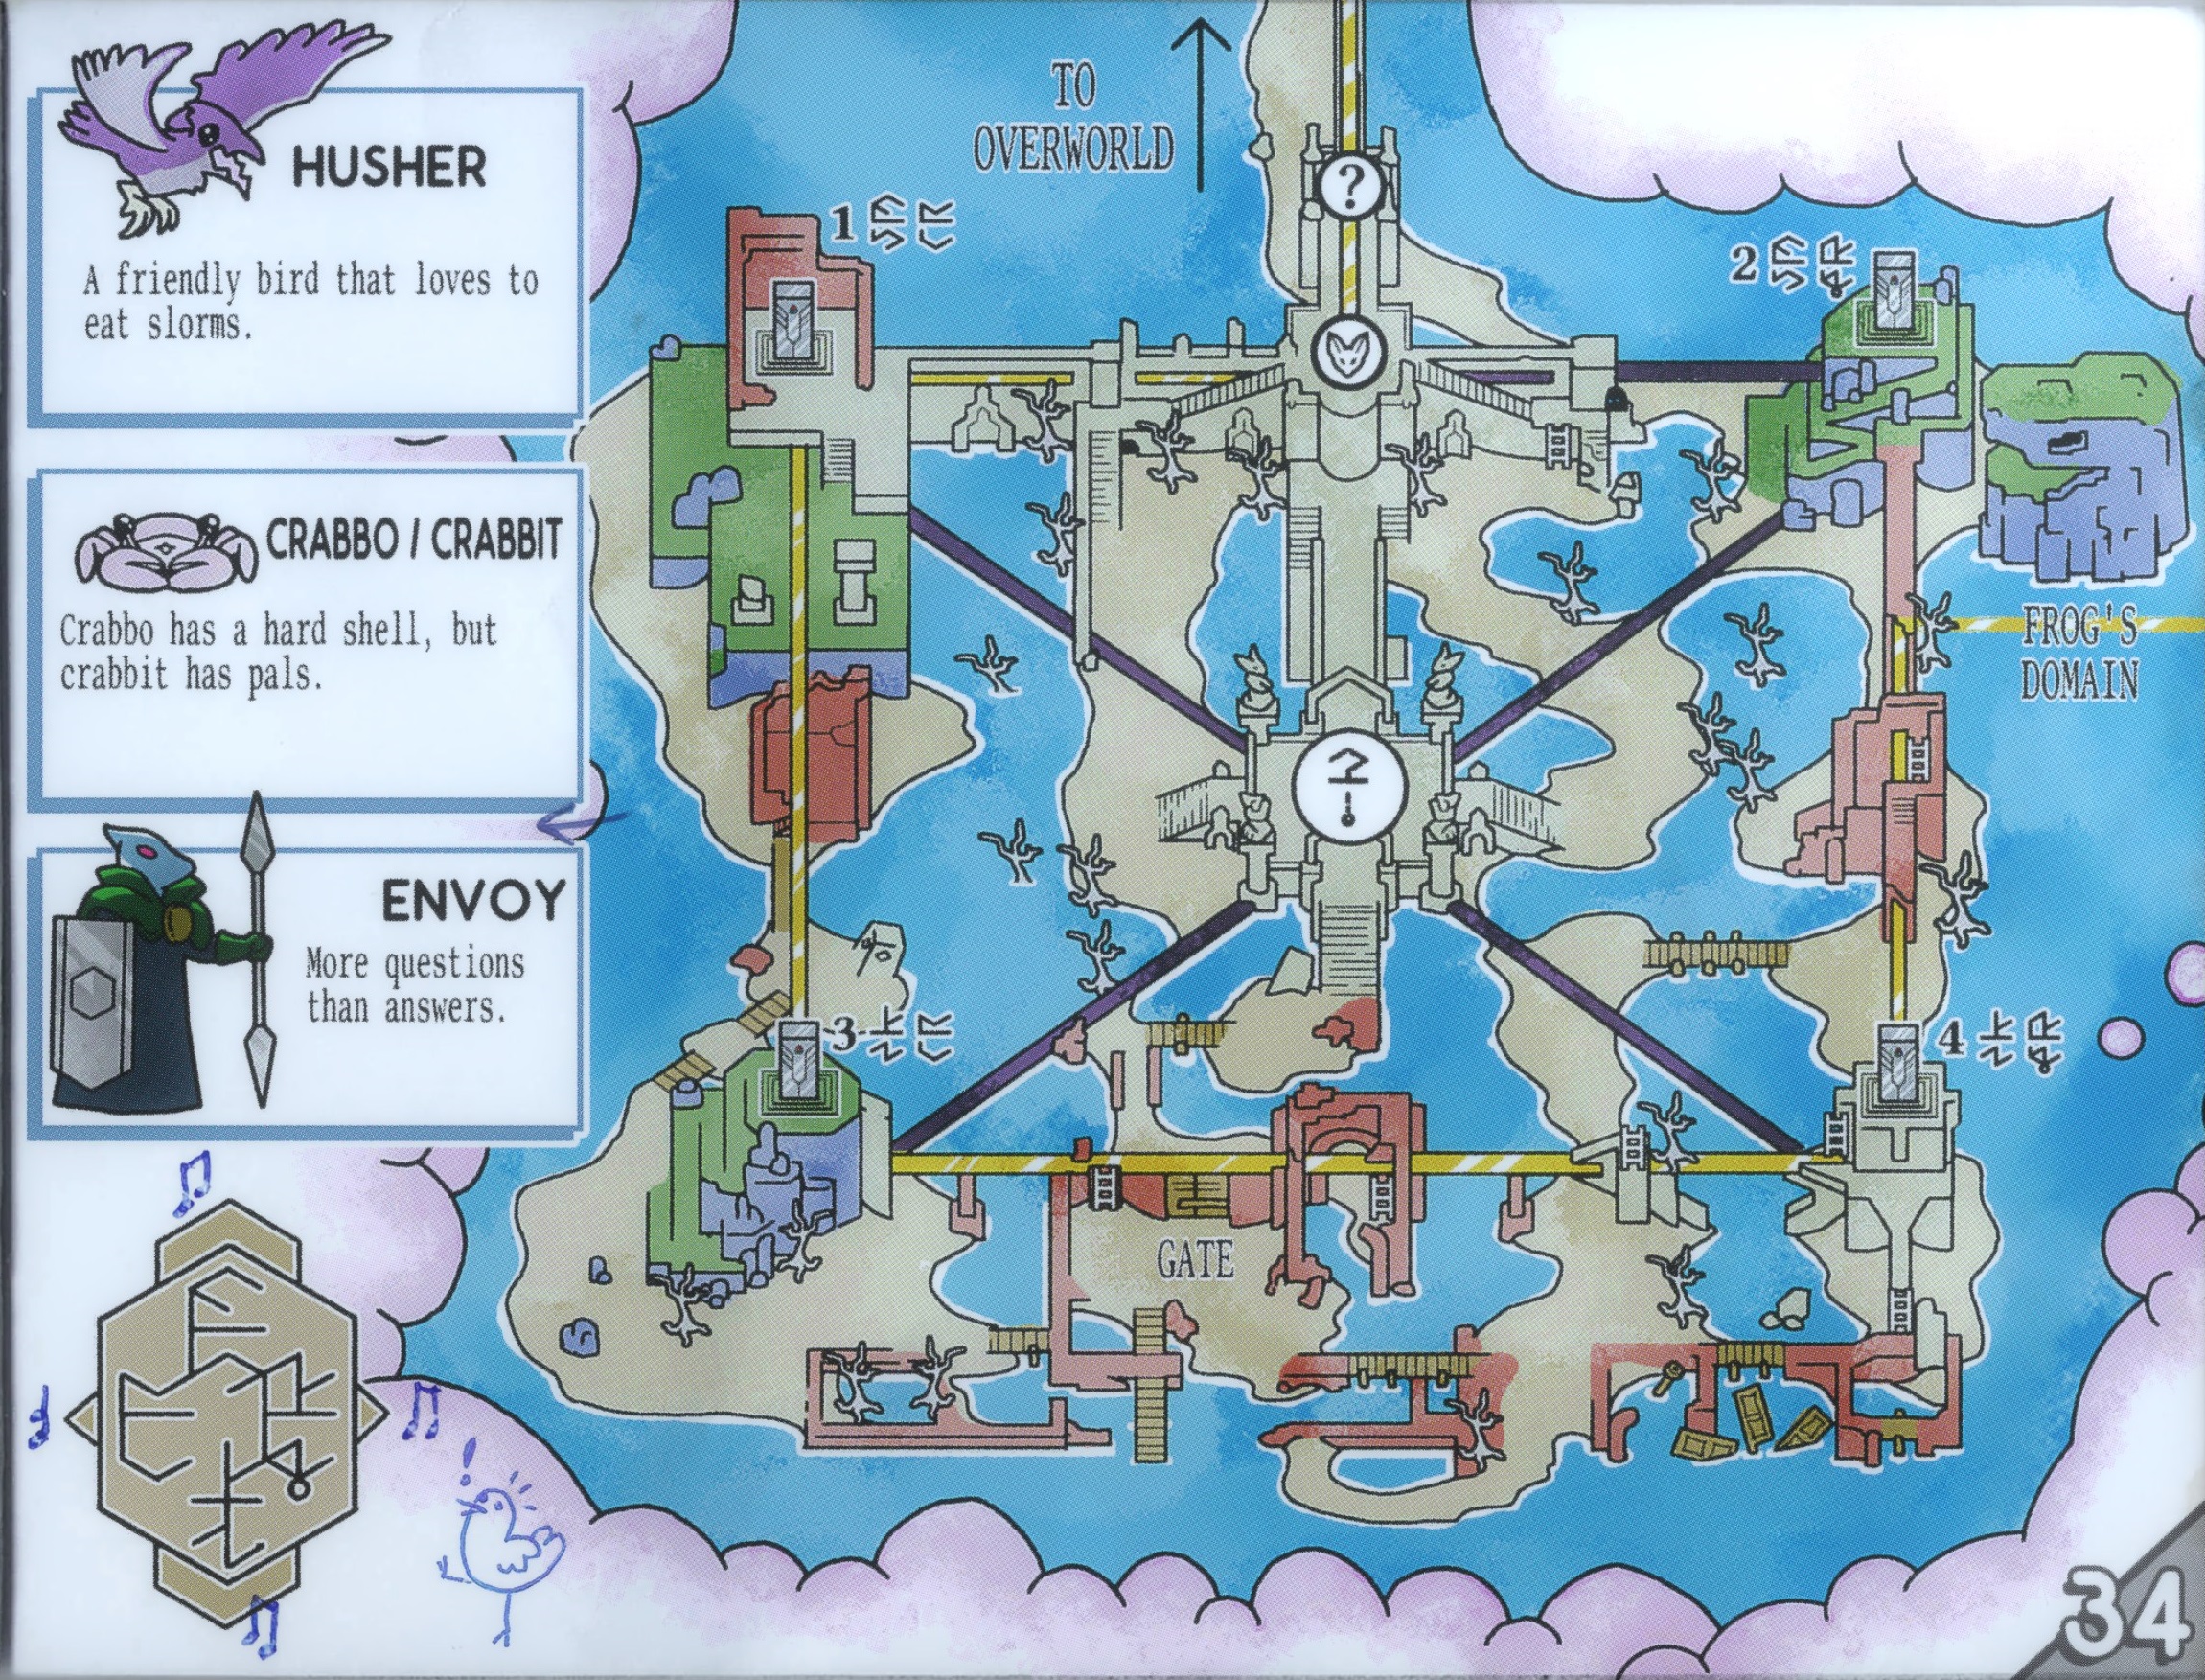 HUSHER
A friendly bird that loves to
eat slorms.
CRABBO / CRABBIT
Crabbo has a hard shell, but
crabbit has pals.
ENVOY
More questions
than answers.
TO
OVERWORLD
?
1
2
FROG'S
DOMAIN
3
4
GATE
!
34